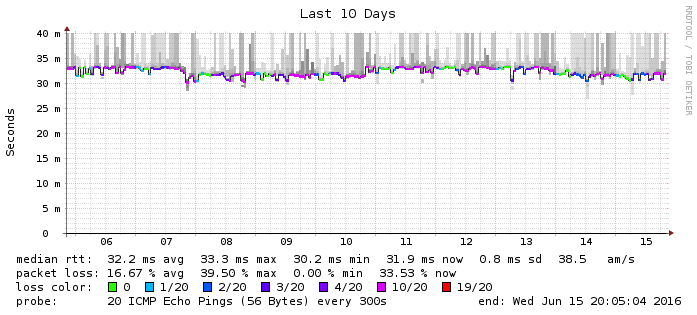 Last 10 Days
RRDTOOL / TOBI OETIKER
Seconds
40 m
35 m
30 m
25 m
20 m
15 m
10 m
5 m
0
06 07 08 09 10 11 12 13 14 15
median rtt: 32.2 ms avg 33.3 ms max 30.2 ms min 31.9 ms now 0.8 ms sd 38.5 am/s
packet loss: 16.67 % avg 39.50 % max 0.00 % min 33.53 % now
loss color: 0 1/20 2/20 3/20 4/20 10/20 19/20
probe: 20 ICMP Echo Pings (56 Bytes) every 300s end: Wed Jun 15 20:05:04 2016